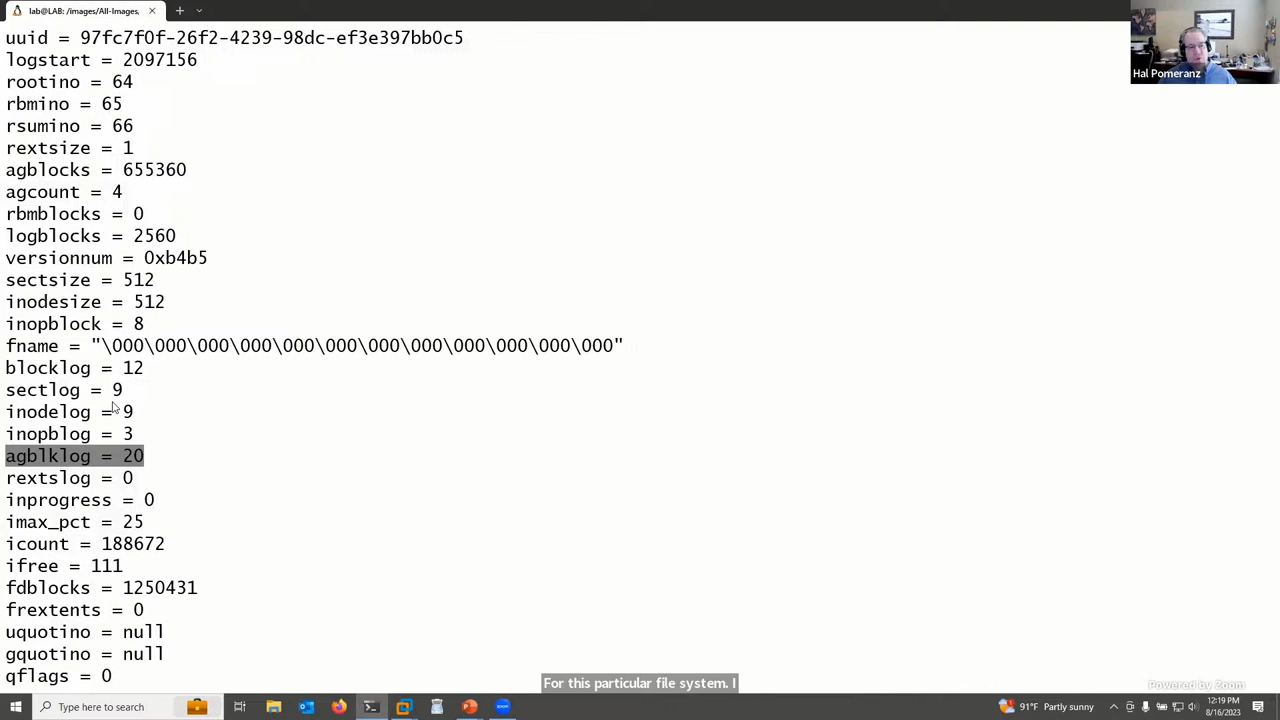 lab@LAB: /images/All-Images,
uuid = 97fc7f0f-26f2-4239-98dc-ef3e397bb0c5
logstart = 2097156
rootino = 64
rbmino = 65
rsumino = 66
rextsize = 1
agblocks = 655360
agcount = 4
rbmblocks = 0
logblocks = 2560
versionnum = 0xb4b5
sectsize = 512
inodesize = 512
inopblock = 8
fname = "\000\000\000\000\000\000\000\000\000\000\000\000"
blocklog = 12
sectlog = 9
inodelog = 9
inopblog = 3
agblklog = 20
rextslog = 0
inprogress = 0
imax_pct = 25
icount = 188672
ifree = 111
fdblocks = 1250431
frextents = 0
uquotino = null
gquotino = null
qflags = 0
Hal Pomeranz
For this particular file system. I
Powered by Zoom
Type here to search
91°F Partly sunny
12:19 PM
8/16/2023